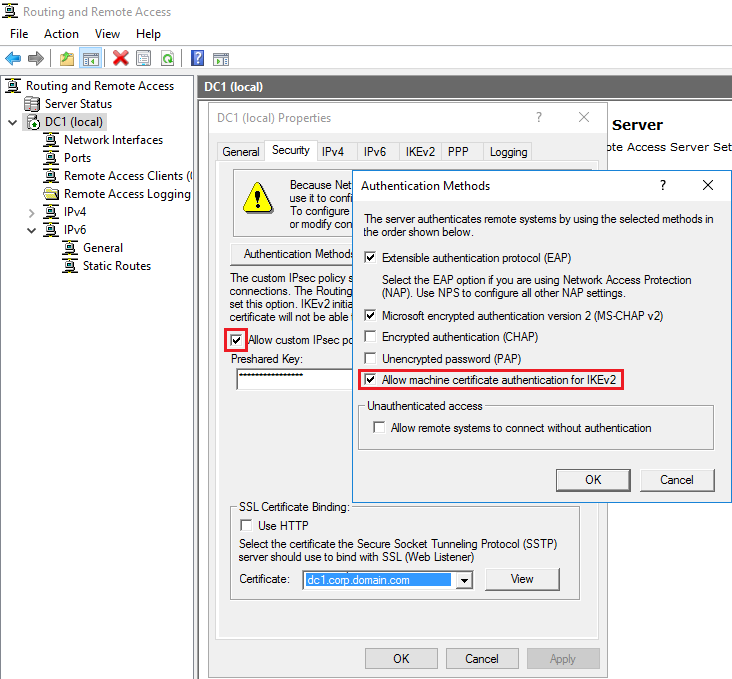 Routing and Remote Access
File Action View Help
Routing and Remote Access
Server Status
DC1 (local)
Network Interfaces
Ports
Remote Access Clients (
Remote Access Logging
IPv4
IPv6
General
Static Routes
DC1 (local)
Server
Access Server Set
DC1 (local) Properties
General Security IPv4 IPv6 IKEv2 PPP Logging
Because Net
use it to confi
To configure
or modify con
Authentication Methods
The custom IPsec policy s
connections. The Routing
set this option. IKEv2 initia
certificate will not be able
Allow custom IPsec po
Preshared Key:
****************
SSL Certificate Binding:
Use HTTP
Select the certificate the Secure Socket Tunneling Protocol (SSTP)
server should use to bind with SSL (Web Listener)
Certificate: dc1.corp.domain.com View
OK Cancel Apply
Authentication Methods
The server authenticates remote systems by using the selected methods in
the order shown below.
Extensible authentication protocol (EAP)
Select the EAP option if you are using Network Access Protection
(NAP). Use NPS to configure all other NAP settings.
Microsoft encrypted authentication version 2 (MS-CHAP v2)
Encrypted authentication (CHAP)
Unencrypted password (PAP)
Allow machine certificate authentication for IKEv2
Unauthenticated access
Allow remote systems to connect without authentication
OK Cancel